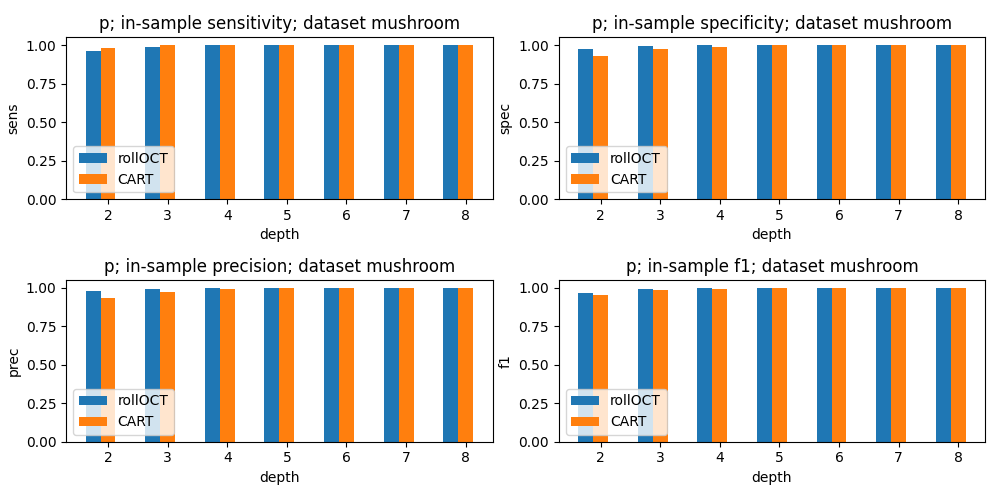 p; in-sample sensitivity; dataset mushroom
1.00
0.75
0.50
0.25
0.00
sens
rollOCT
CART
2 3 4 5 6 7 8
depth
p; in-sample specificity; dataset mushroom
1.00
0.75
0.50
0.25
0.00
spec
rollOCT
CART
2 3 4 5 6 7 8
depth
p; in-sample precision; dataset mushroom
1.00
0.75
0.50
0.25
0.00
prec
rollOCT
CART
2 3 4 5 6 7 8
depth
p; in-sample f1; dataset mushroom
1.00
0.75
0.50
0.25
0.00
f1
rollOCT
CART
2 3 4 5 6 7 8
depth